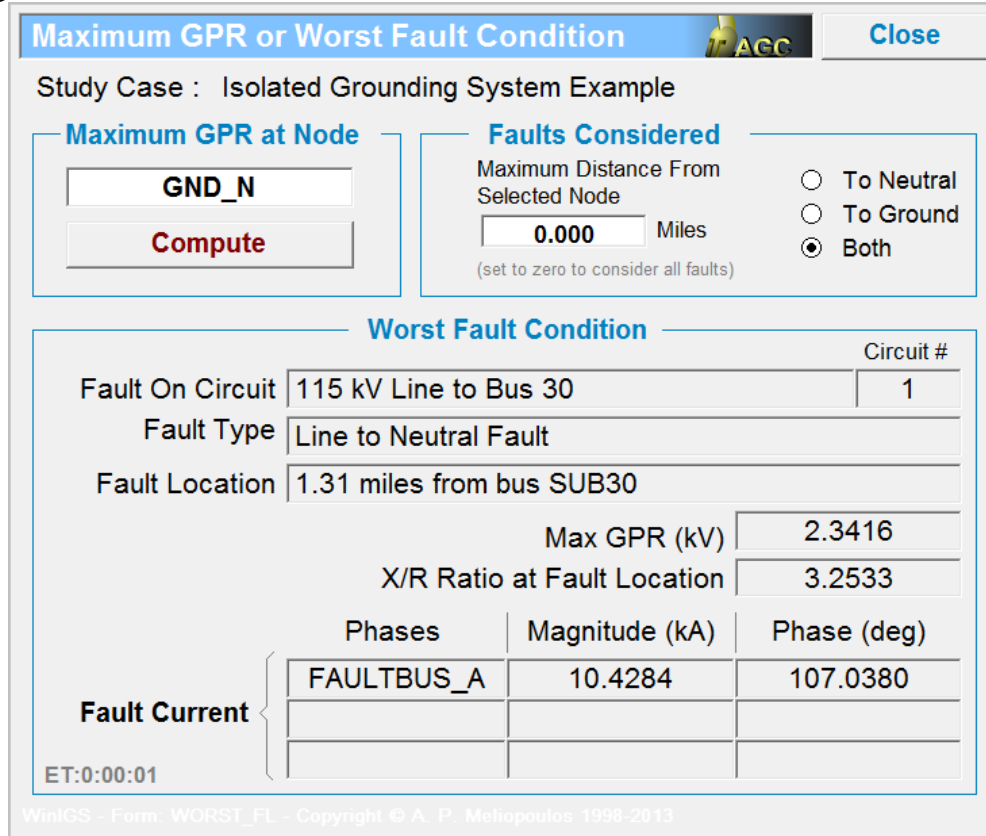 Maximum GPR or Worst Fault Condition
AGC
Close
Study Case : Isolated Grounding System Example
Maximum GPR at Node
GND_N
Compute
Faults Considered
Maximum Distance From
Selected Node
0.000 Miles
(set to zero to consider all faults)
To Neutral
To Ground
Both
Worst Fault Condition
Circuit #
Fault On Circuit 115 kV Line to Bus 30 1
Fault Type Line to Neutral Fault
Fault Location 1.31 miles from bus SUB30
Max GPR (kV) 2.3416
X/R Ratio at Fault Location 3.2533
Phases Magnitude (kA) Phase (deg)
FAULTBUS_A 10.4284 107.0380
Fault Current
ET:0:00:01
WinIGS - Form: WORST_FL - Copyright © A. P. Meliopoulos 1998-2013